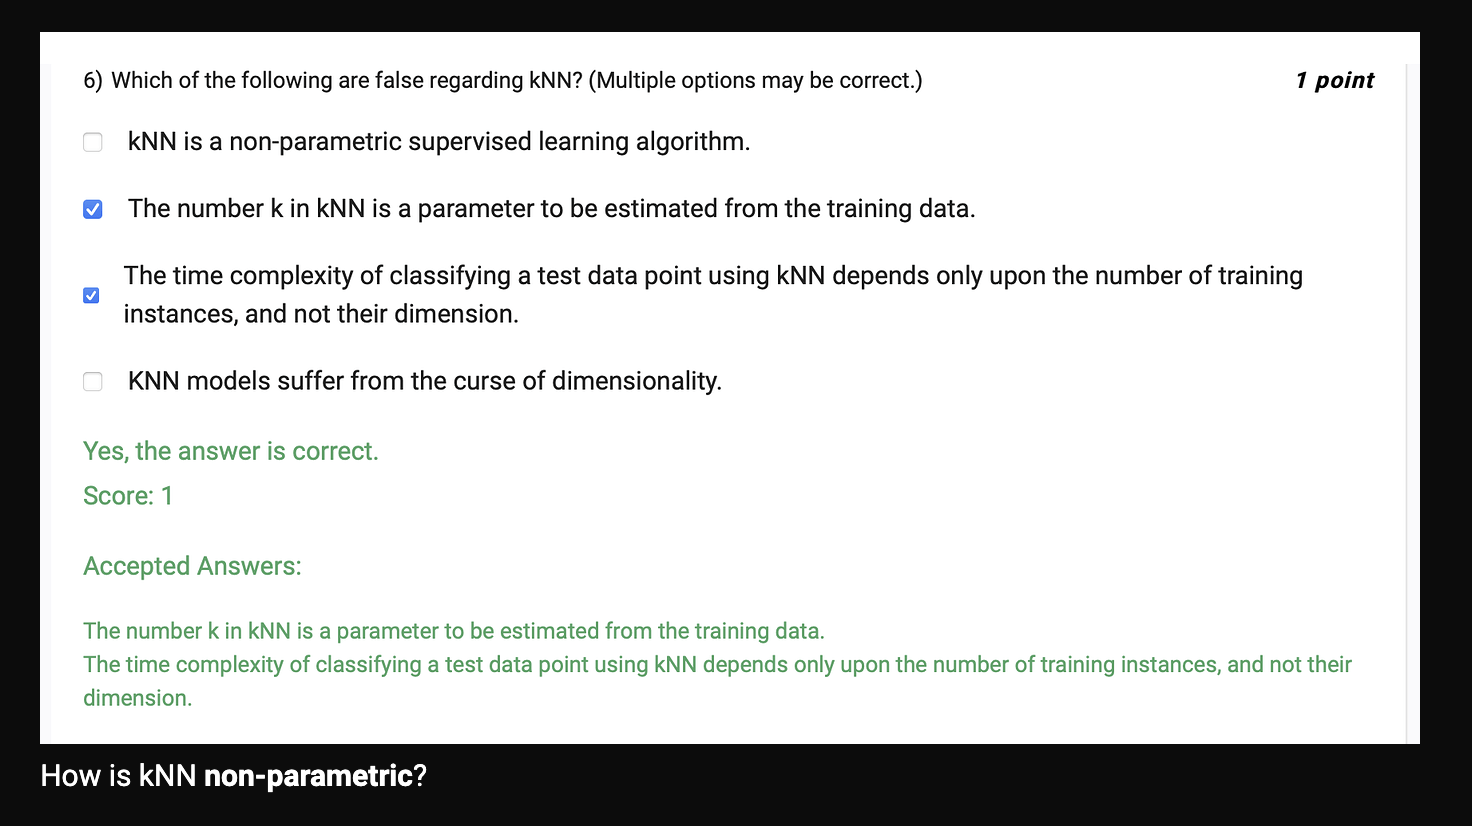 6) Which of the following are false regarding kNN? (Multiple options may be correct.) 1 point
kNN is a non-parametric supervised learning algorithm.
The number k in kNN is a parameter to be estimated from the training data.
The time complexity of classifying a test data point using kNN depends only upon the number of training
instances, and not their dimension.
KNN models suffer from the curse of dimensionality.
Yes, the answer is correct.
Score: 1
Accepted Answers:
The number k in kNN is a parameter to be estimated from the training data.
The time complexity of classifying a test data point using kNN depends only upon the number of training instances, and not their
dimension.
How is kNN non-parametric?